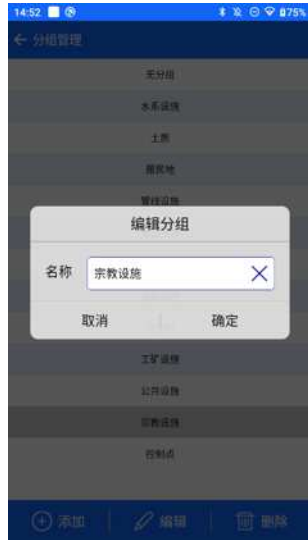 14:52
75%
分组管理
无分组
水系设施
土质
居民地
管线设施
编辑分组
名称
宗教设施
取消
确定
工矿设施
公共设施
宗教设施
控制点
添加
编辑
删除